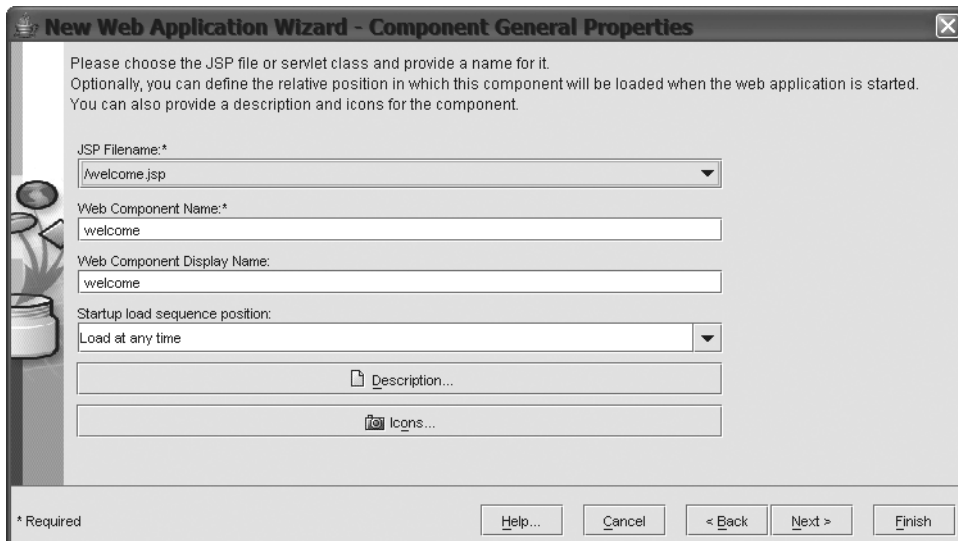 New Web Application Wizard - Component General Properties
Please choose the JSP file or servlet class and provide a name for it.
Optionally, you can define the relative position in which this component will be loaded when the web application is started.
You can also provide a description and icons for the component.
JSP Filename:*
/welcome.jsp
Web Component Name:*
welcome
Web Component Display Name:
welcome
Startup load sequence position:
Load at any time
Description...
Icons...
* Required
Help...
Cancel
< Back
Next >
Finish